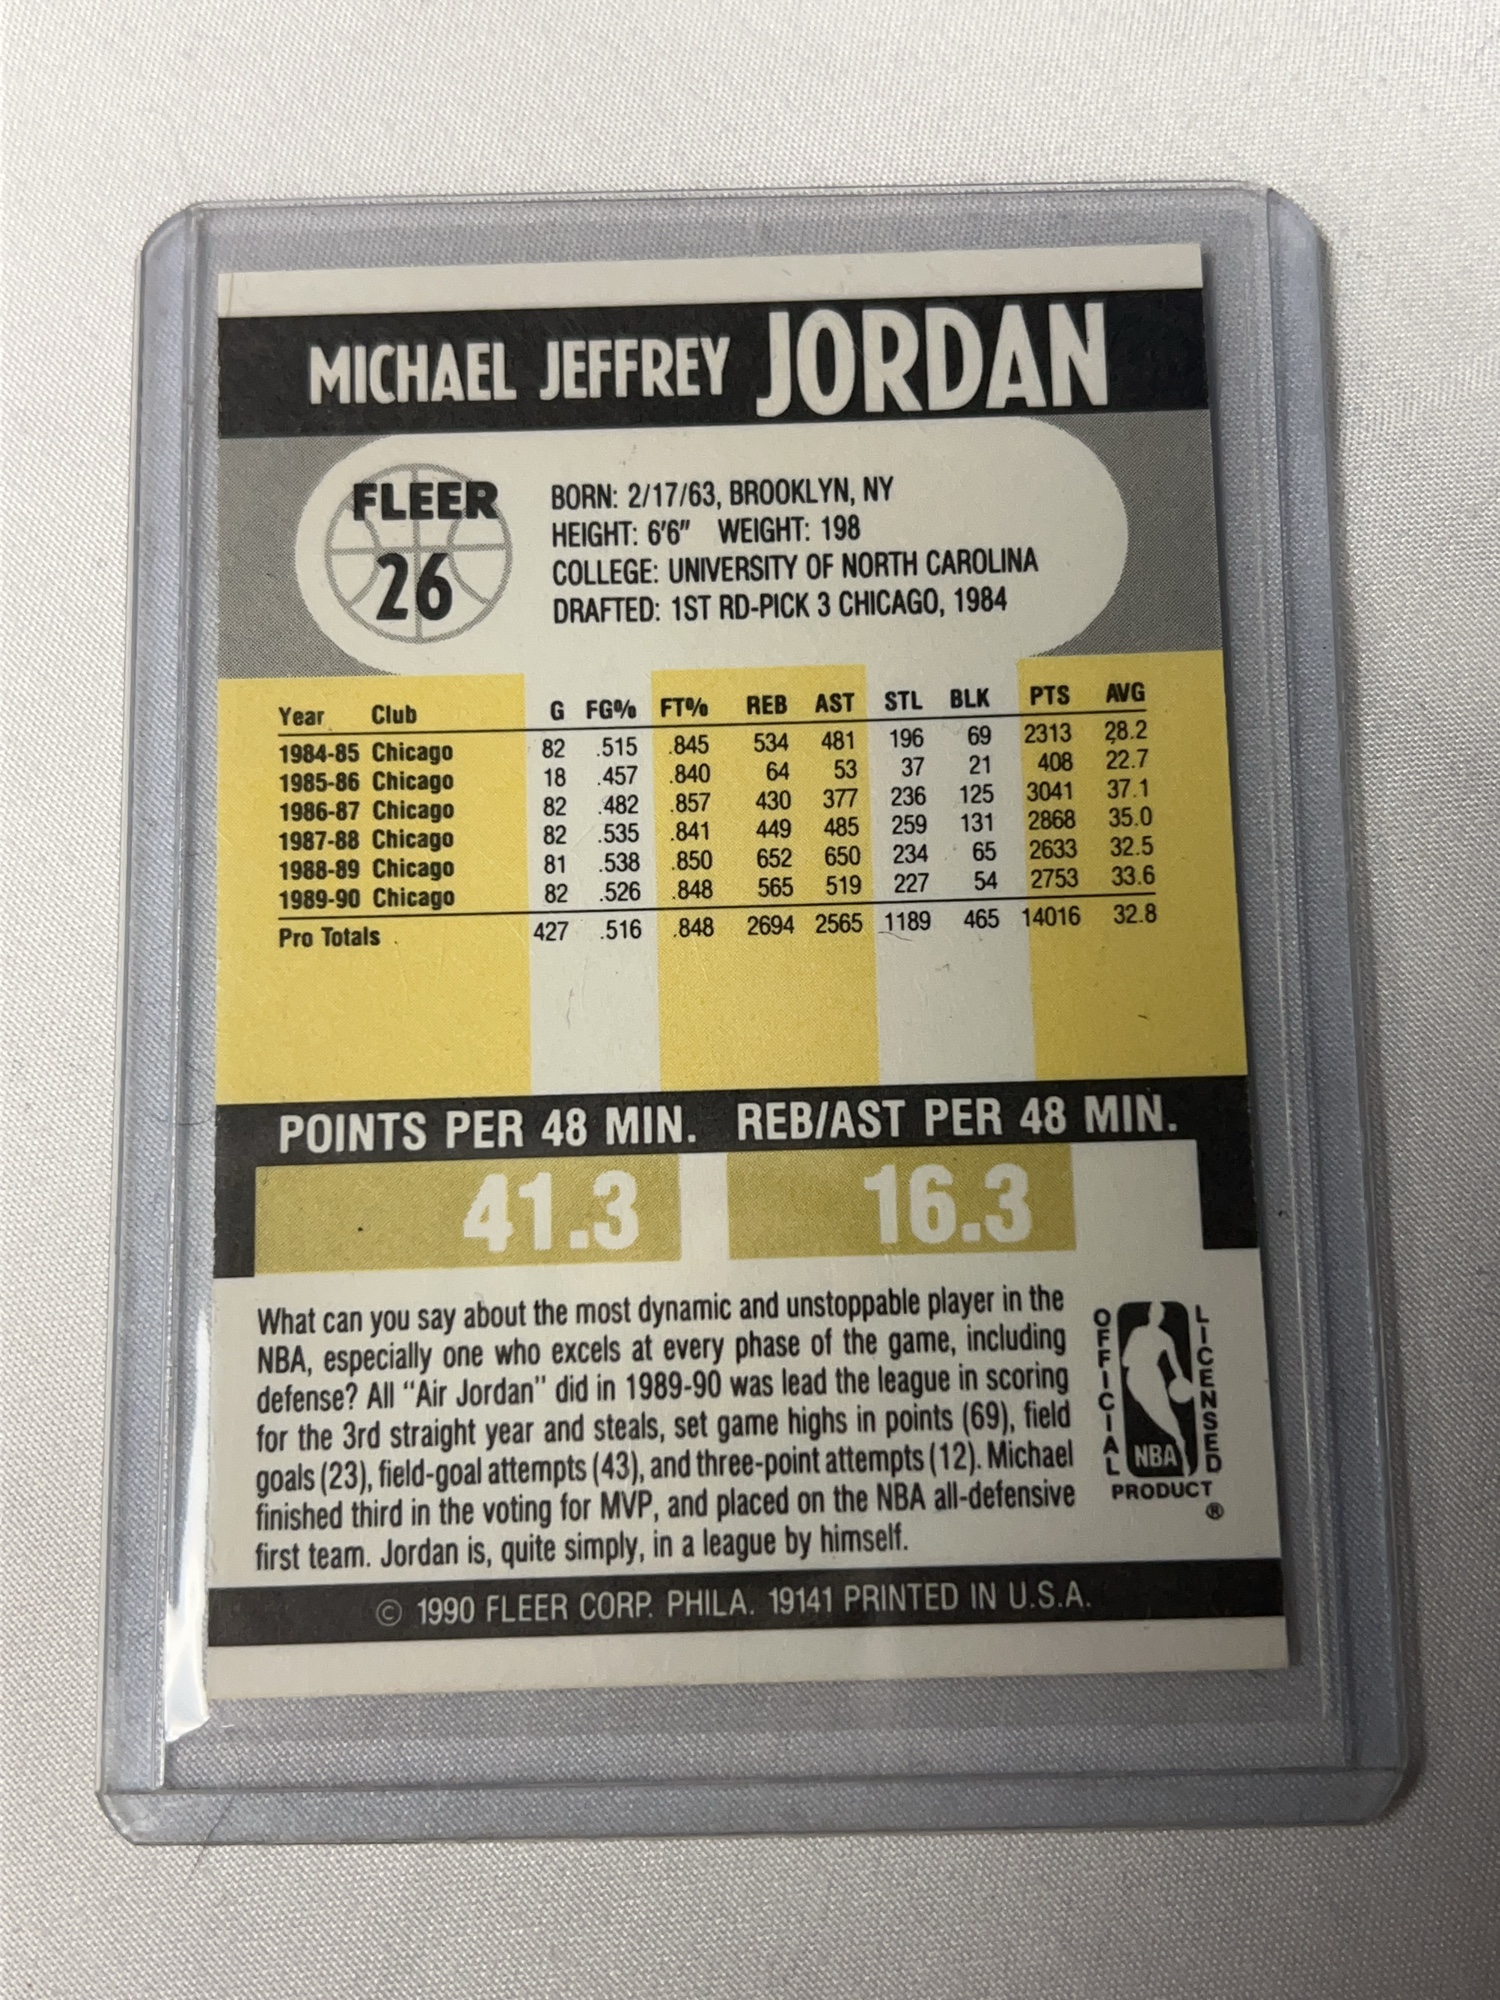 MICHAEL JEFFREY JORDAN
FLEER
26
BORN: 2/17/63, BROOKLYN, NY
HEIGHT: 6'6" WEIGHT: 198
COLLEGE: UNIVERSITY OF NORTH CAROLINA
DRAFTED: 1ST RD-PICK 3 CHICAGO, 1984
Year Club G FG% FT% REB AST STL BLK PTS AVG
1984-85 Chicago 82 .515 .845 534 481 196 69 2313 28.2
1985-86 Chicago 18 .457 .840 64 53 37 21 408 22.7
1986-87 Chicago 82 .482 .857 430 377 236 125 3041 37.1
1987-88 Chicago 82 .535 .841 449 485 259 131 2868 35.0
1988-89 Chicago 81 .538 .850 652 650 234 65 2633 32.5
1989-90 Chicago 82 .526 .848 565 519 227 54 2753 33.6
Pro Totals 427 .516 .848 2694 2565 1189 465 14016 32.8
POINTS PER 48 MIN. REB/AST PER 48 MIN.
41.3 16.3
What can you say about the most dynamic and unstoppable player in the
NBA, especially one who excels at every phase of the game, including
defense? All "Air Jordan" did in 1989-90 was lead the league in scoring
for the 3rd straight year and steals, set game highs in points (69), field
goals (23), field-goal attempts (43), and three-point attempts (12). Michael
finished third in the voting for MVP, and placed on the NBA all-defensive
first team. Jordan is, quite simply, in a league by himself.
OFFICIAL
NBA
LICENSED
PRODUCT
®
© 1990 FLEER CORP. PHILA. 19141 PRINTED IN U.S.A.